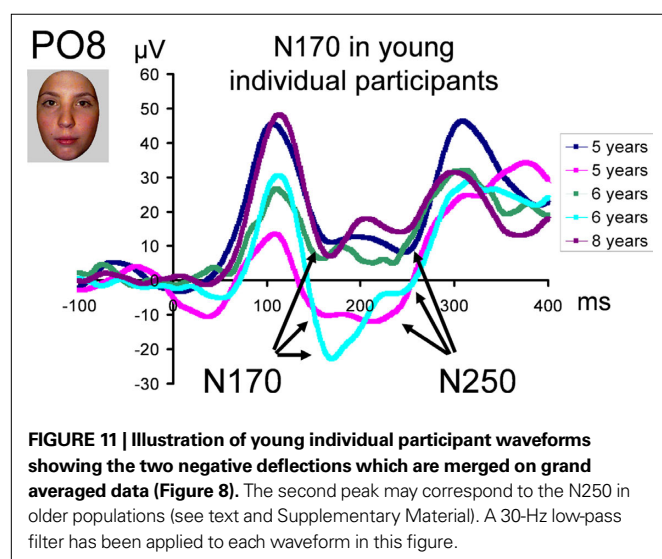 PO8
µV
N170 in young
individual participants
60
50
40
30
20
10
0
-10
-20
-30
-100
0
100
200
300
400
ms
5 years
5 years
6 years
6 years
8 years
N170
N250
FIGURE 11 | Illustration of young individual participant waveforms
showing the two negative deflections which are merged on grand
averaged data (Figure 8). The second peak may correspond to the N250 in
older populations (see text and Supplementary Material). A 30-Hz low-pass
filter has been applied to each waveform in this figure.